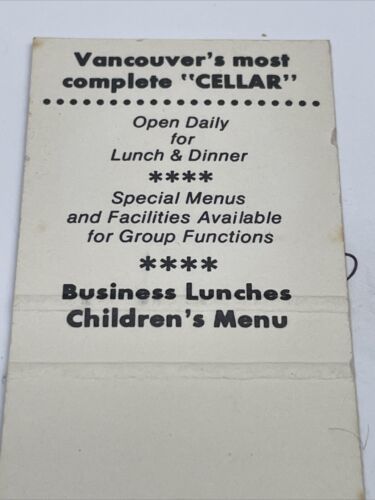 Vancouver's most
complete "CELLAR"
Open Daily
for
Lunch & Dinner
****
Special Menus
and Facilities Available
for Group Functions
****
Business Lunches
Children's Menu